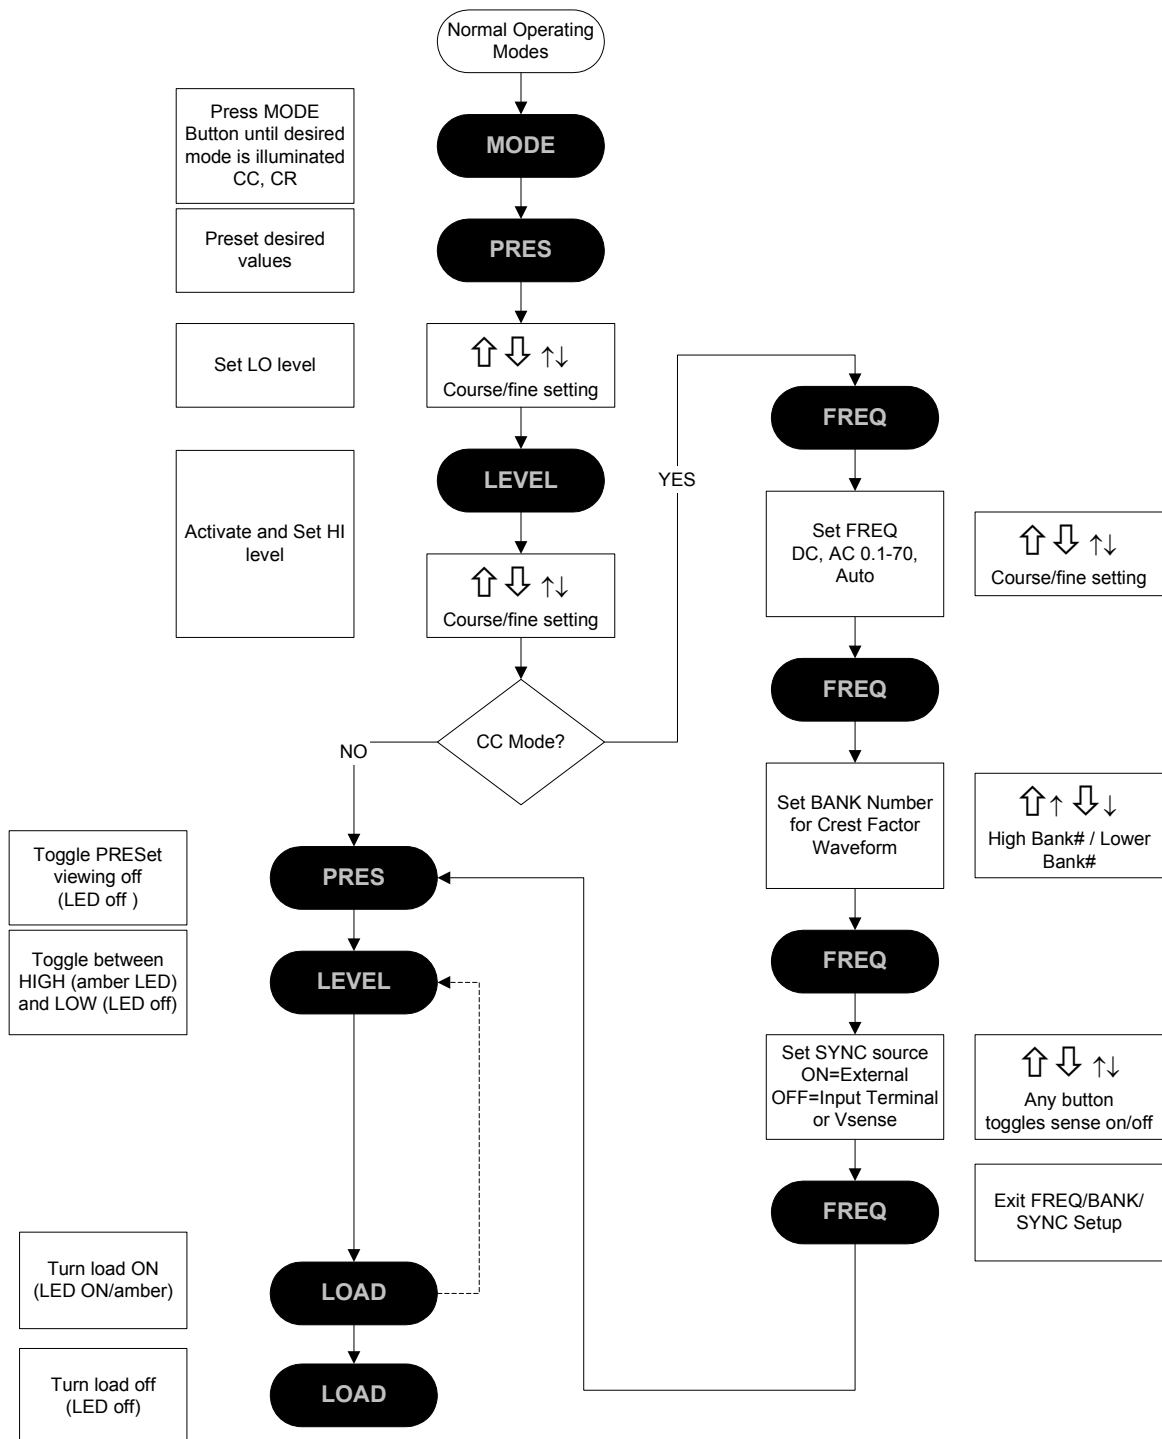 Normal Operating
Modes
Press MODE
Button until desired
mode is illuminated
CC, CR
MODE
Preset desired
values
PRES
Set LO level
⇧ ⇩ ↑↓
Course/fine setting
Activate and Set HI
level
LEVEL
⇧ ⇩ ↑↓
Course/fine setting
CC Mode?
YES
NO
FREQ
Set FREQ
DC, AC 0.1-70,
Auto
⇧ ⇩ ↑↓
Course/fine setting
FREQ
Set BANK Number
for Crest Factor
Waveform
⇧↑ ⇩↓
High Bank# / Lower
Bank#
FREQ
Set SYNC source
ON=External
OFF=Input Terminal
or Vsense
⇧ ⇩ ↑↓
Any button
toggles sense on/off
FREQ
Exit FREQ/BANK/
SYNC Setup
Toggle PRESet
viewing off
(LED off )
PRES
Toggle between
HIGH (amber LED)
and LOW (LED off)
LEVEL
Turn load ON
(LED ON/amber)
LOAD
Turn load off
(LED off)
LOAD